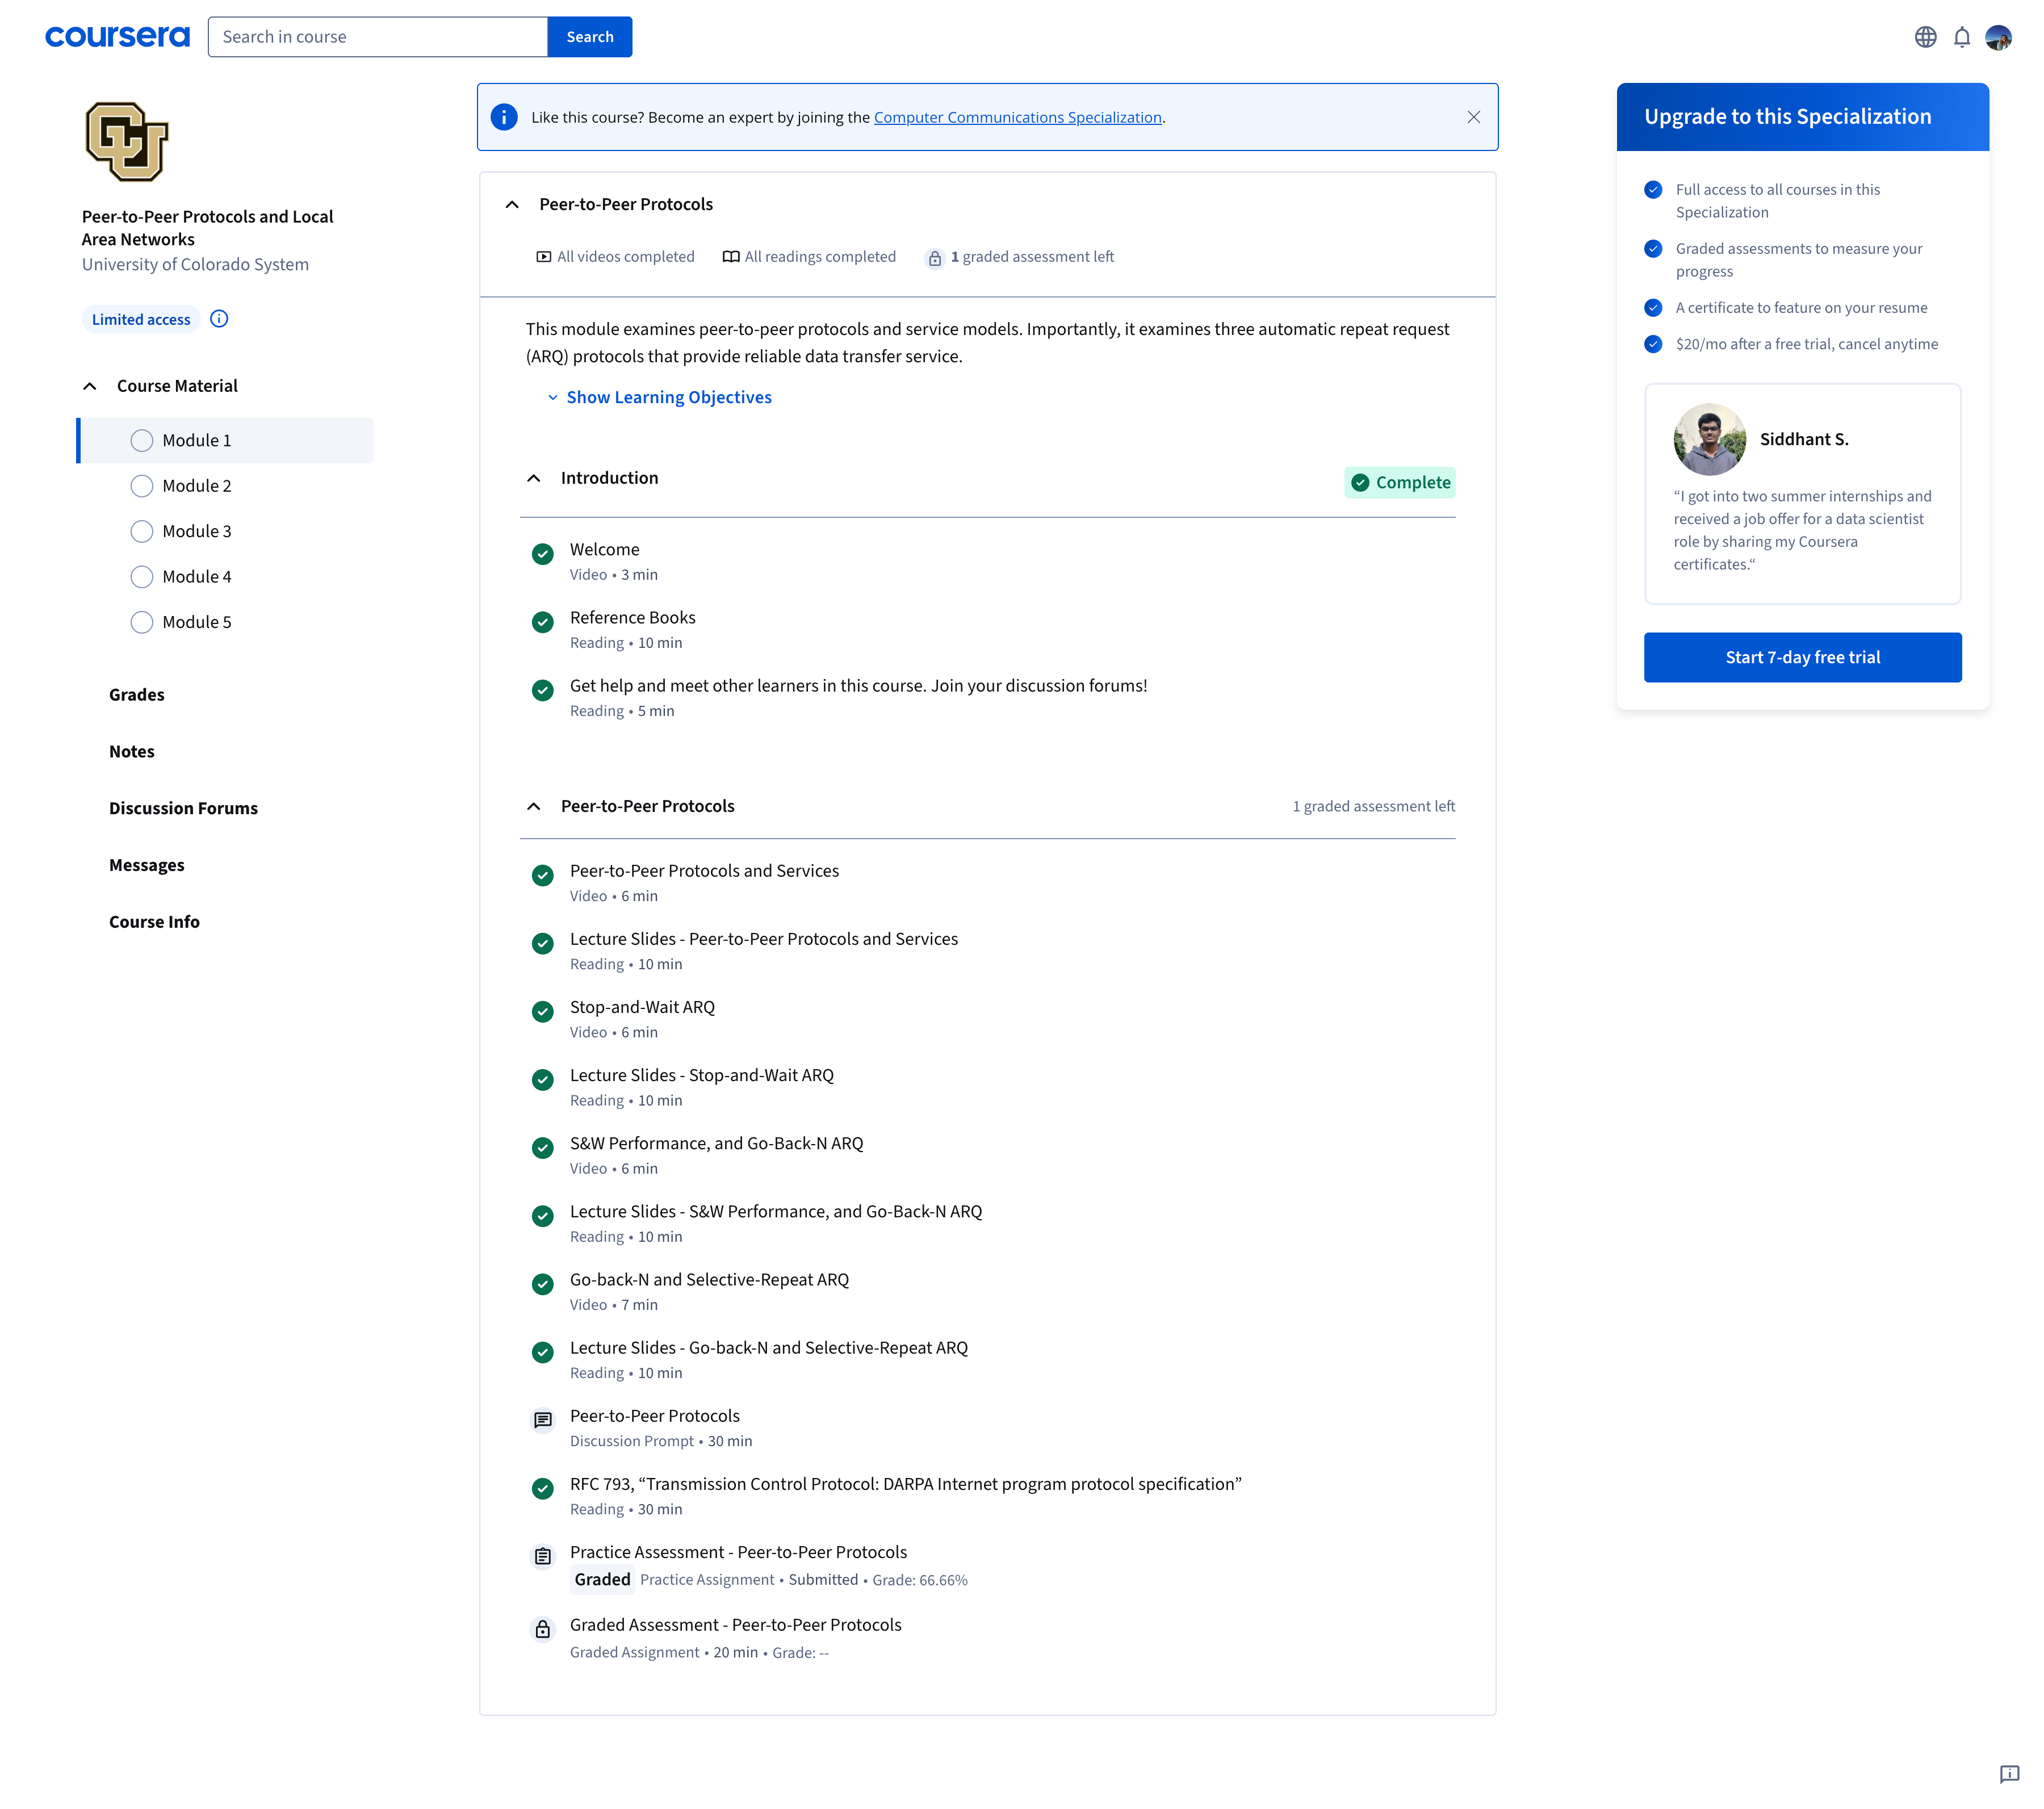 coursera
Search in course
Search
CU
Peer-to-Peer Protocols and Local
Area Networks
University of Colorado System
Limited access
Course Material
Module 1
Module 2
Module 3
Module 4
Module 5
Grades
Notes
Discussion Forums
Messages
Course Info
Like this course? Become an expert by joining the Computer Communications Specialization.
Peer-to-Peer Protocols
All videos completed
All readings completed
1 graded assessment left
This module examines peer-to-peer protocols and service models. Importantly, it examines three automatic repeat request
(ARQ) protocols that provide reliable data transfer service.
Show Learning Objectives
Introduction
Complete
Welcome
Video • 3 min
Reference Books
Reading • 10 min
Get help and meet other learners in this course. Join your discussion forums!
Reading • 5 min
Peer-to-Peer Protocols
1 graded assessment left
Peer-to-Peer Protocols and Services
Video • 6 min
Lecture Slides - Peer-to-Peer Protocols and Services
Reading • 10 min
Stop-and-Wait ARQ
Video • 6 min
Lecture Slides - Stop-and-Wait ARQ
Reading • 10 min
S&W Performance, and Go-Back-N ARQ
Video • 6 min
Lecture Slides - S&W Performance, and Go-Back-N ARQ
Reading • 10 min
Go-back-N and Selective-Repeat ARQ
Video • 7 min
Lecture Slides - Go-back-N and Selective-Repeat ARQ
Reading • 10 min
Peer-to-Peer Protocols
Discussion Prompt • 30 min
RFC 793, “Transmission Control Protocol: DARPA Internet program protocol specification”
Reading • 30 min
Practice Assessment - Peer-to-Peer Protocols
Graded Practice Assignment • Submitted • Grade: 66.66%
Graded Assessment - Peer-to-Peer Protocols
Graded Assignment • 20 min • Grade: --
Upgrade to this Specialization
Full access to all courses in this
Specialization
Graded assessments to measure your
progress
A certificate to feature on your resume
$20/mo after a free trial, cancel anytime
Siddhant S.
“I got into two summer internships and
received a job offer for a data scientist
role by sharing my Coursera
certificates.“
Start 7-day free trial